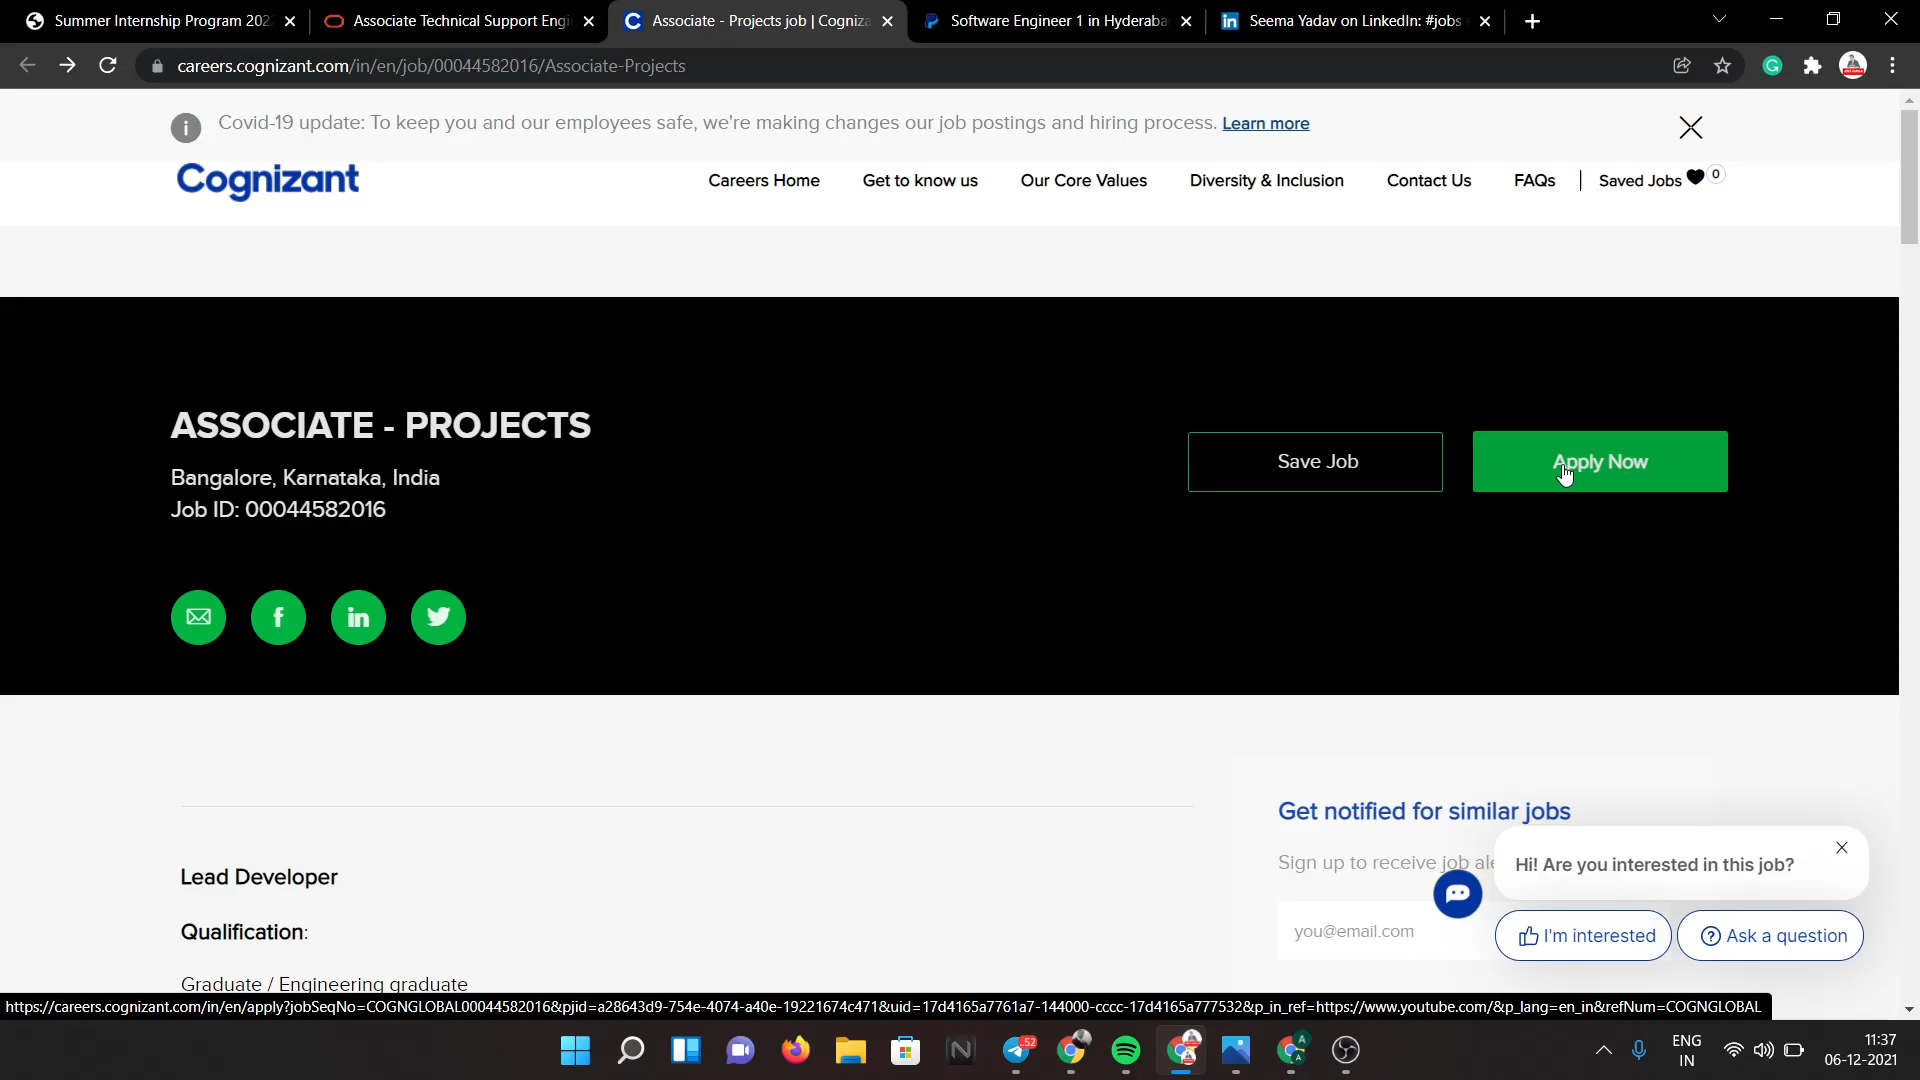 Summer Internship Program 202
Associate Technical Support Engi
Associate - Projects job | Cogniza
Software Engineer 1 in Hyderaba
Seema Yadav on LinkedIn: #jobs
careers.cognizant.com/in/en/job/00044582016/Associate-Projects
Covid-19 update: To keep you and our employees safe, we're making changes our job postings and hiring process. Learn more
Cognizant
Careers Home
Get to know us
Our Core Values
Diversity & Inclusion
Contact Us
FAQs
Saved Jobs 0
ASSOCIATE - PROJECTS
Bangalore, Karnataka, India
Job ID: 00044582016
Save Job
Apply Now
Get notified for similar jobs
Sign up to receive job ale
you@email.com
Hi! Are you interested in this job?
I'm interested
Ask a question
Lead Developer
Qualification:
Graduate / Engineering graduate
https://careers.cognizant.com/in/en/apply?jobSeqNo=COGNGLOBAL00044582016&pjid=a28643d9-754e-4074-a40e-19221674c471&uid=17d4165a7761a7-144000-cccc-17d4165a777532&p_in_ref=https://www.youtube.com/&p_lang=en_in&refNum=COGNGLOBAL
52
ENG
IN
11:37
06-12-2021